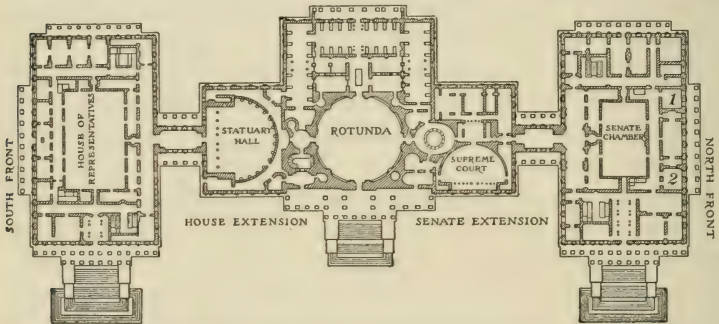 SOUTH FRONT
HOUSE OF
REPRESENTATIVES
STATUARY
HALL
ROTUNDA
SUPREME
COURT
SENATE
CHAMBER
1
2
NORTH FRONT
HOUSE EXTENSION
SENATE EXTENSION